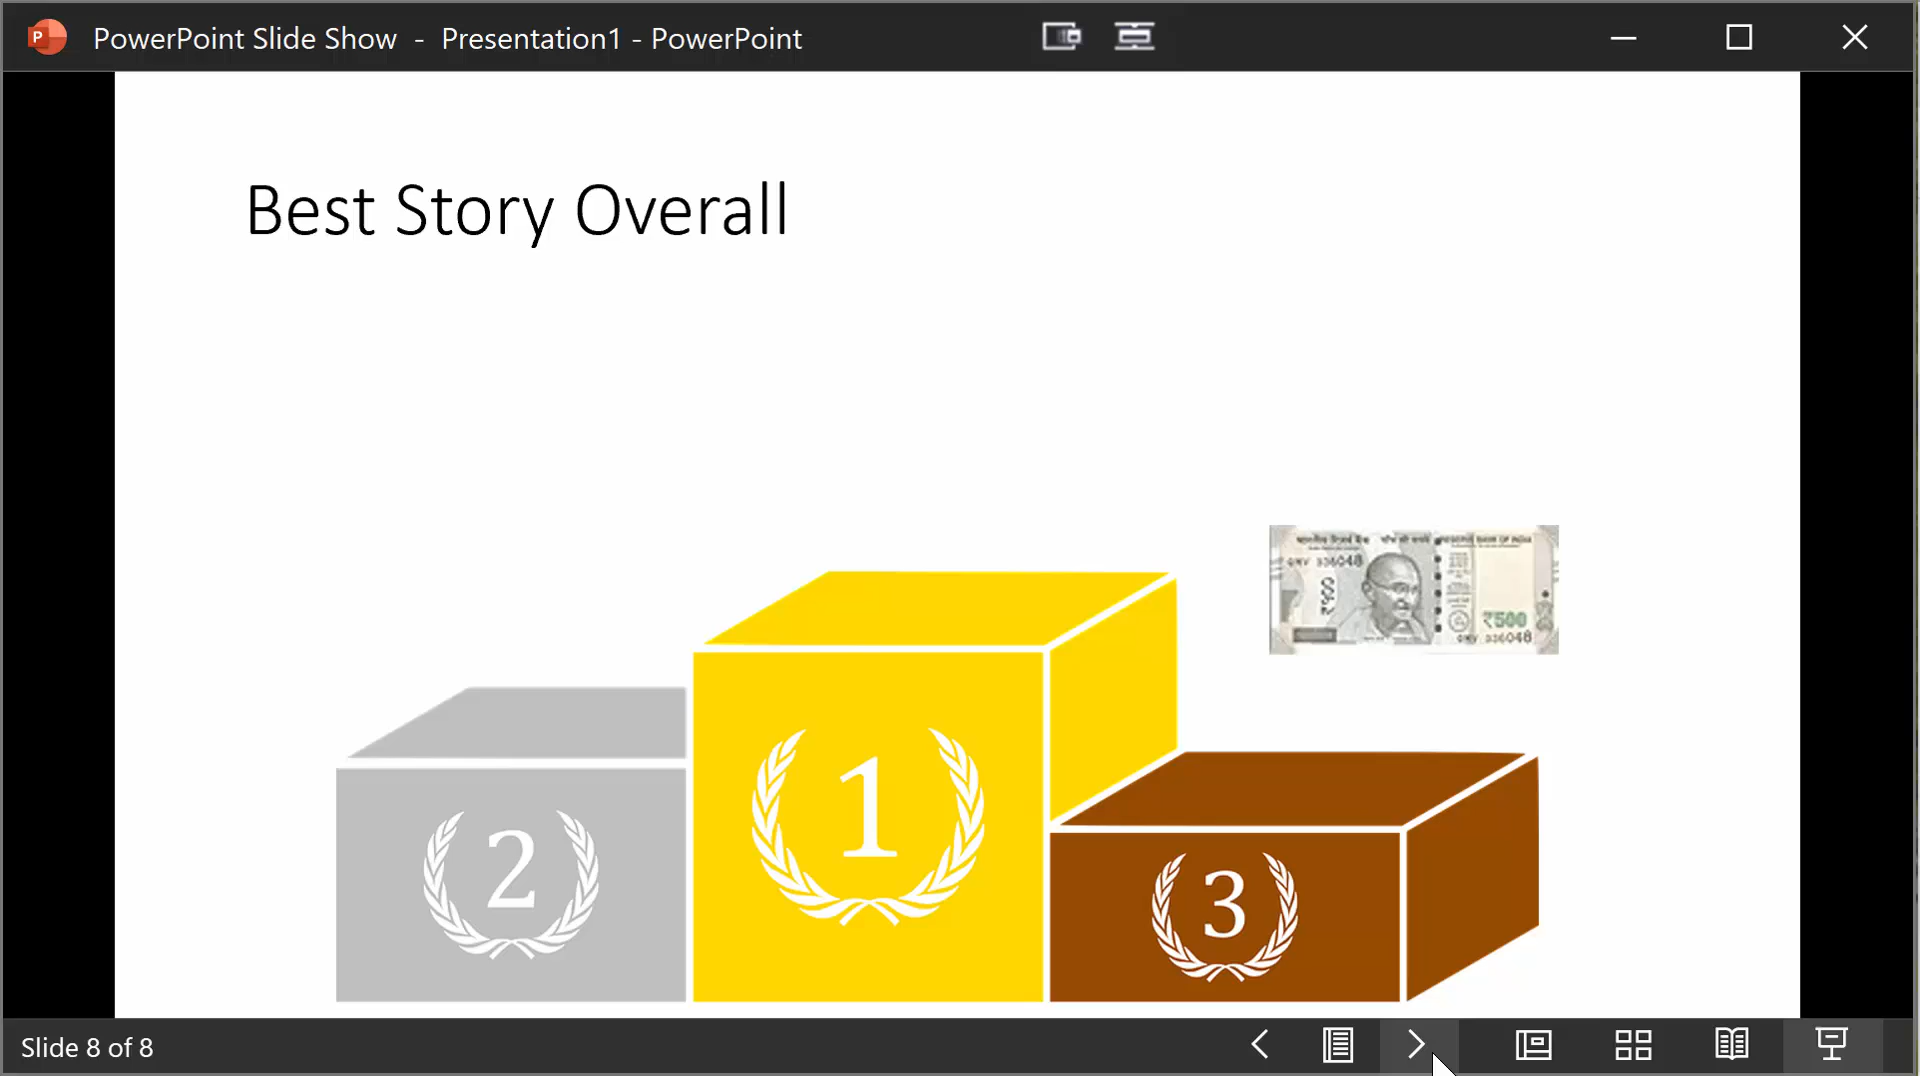 PowerPoint Slide Show - Presentation1 - PowerPoint
Best Story Overall
₹500
2
1
3
Slide 8 of 8